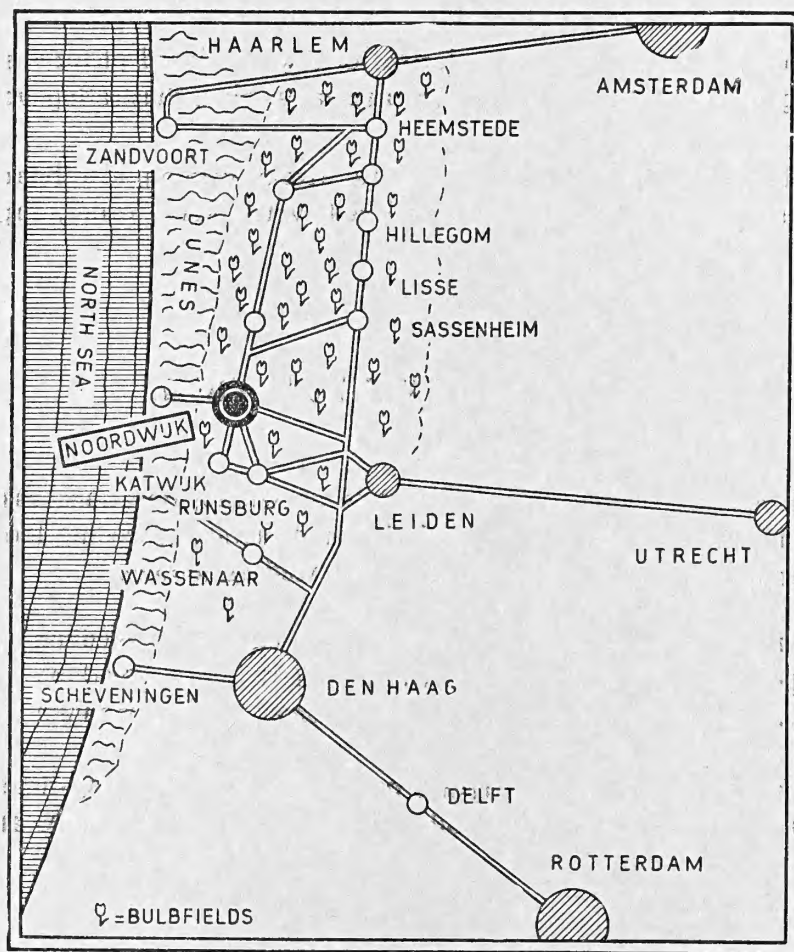 HAARLEM
AMSTERDAM
HEEMSTEDE
ZANDVOORT
DUNES
HILLEGOM
NORTH SEA
LISSE
SASSENHEIM
NOORDWIJK
KATWIJK
RIJNSBURG
LEIDEN
UTRECHT
WASSENAAR
SCHEVENINGEN
DEN HAAG
DELFT
ROTTERDAM
=BULBFIELDS